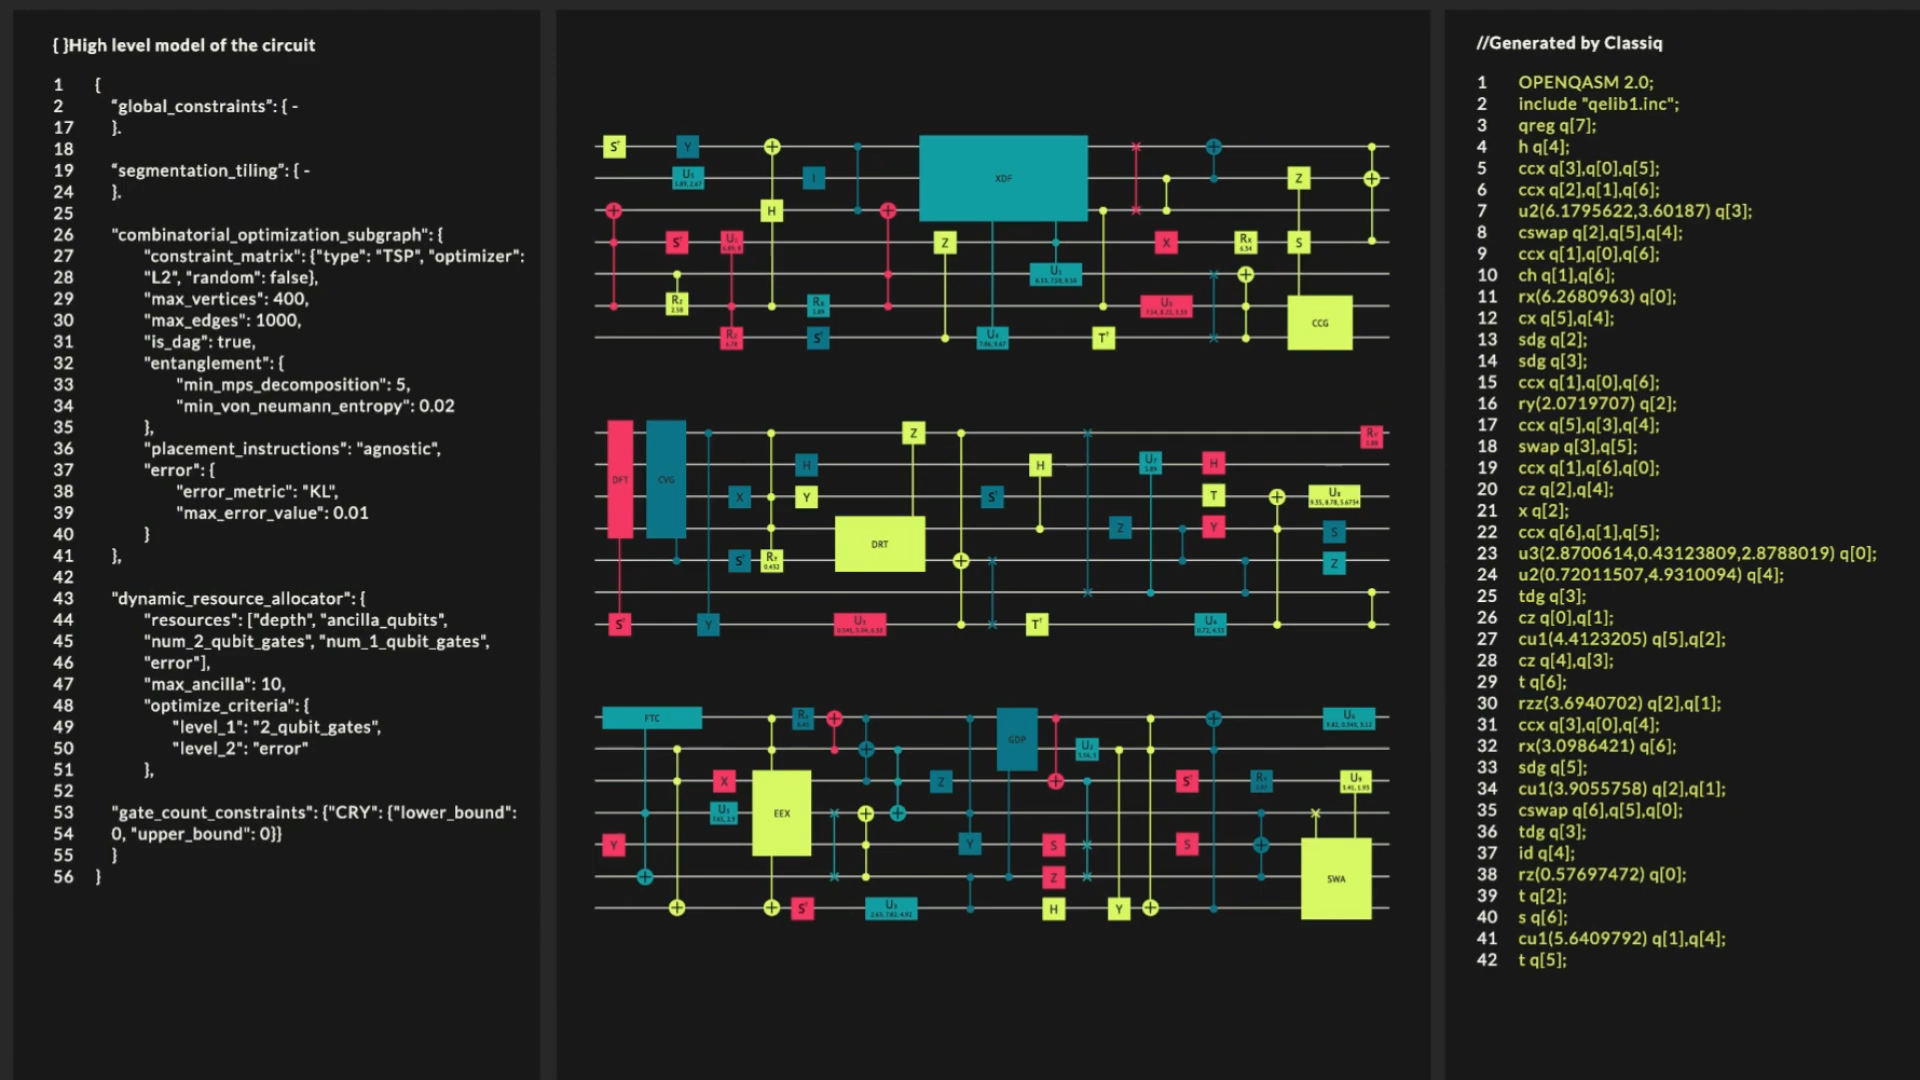 { }High level model of the circuit
1 {
2 "global_constraints": { -
17 }.
18
19 "segmentation_tiling": { -
24 }.
25
26 "combinatorial_optimization_subgraph": {
27 "constraint_matrix": {"type": "TSP", "optimizer":
28 "L2", "random": false},
29 "max_vertices": 400,
30 "max_edges": 1000,
31 "is_dag": true,
32 "entanglement": {
33 "min_mps_decomposition": 5,
34 "min_von_neumann_entropy": 0.02
35 },
36 "placement_instructions": "agnostic",
37 "error": {
38 "error_metric": "KL",
39 "max_error_value": 0.01
40 }
41 },
42
43 "dynamic_resource_allocator": {
44 "resources": ["depth", "ancilla_qubits",
45 "num_2_qubit_gates", "num_1_qubit_gates",
46 "error"],
47 "max_ancilla": 10,
48 "optimize_criteria": {
49 "level_1": "2_qubit_gates",
50 "level_2": "error"
51 },
52
53 "gate_count_constraints": {"CRY": {"lower_bound":
54 0, "upper_bound": 0}}
55 }
56 }
S† Y
I XDF Z
H
S† Z X Rx S
CCG
S† T†
DFT CVG Z
H H H
X Y S† T
DRT Z Y S
S† Z
S† Y T†
FTC GDP
X EEX Z S†
Y Y S S
Z SWA
S† H Y
//Generated by Classiq
1 OPENQASM 2.0;
2 include "qelib1.inc";
3 qreg q[7];
4 h q[4];
5 ccx q[3],q[0],q[5];
6 ccx q[2],q[1],q[6];
7 u2(6.1795622,3.60187) q[3];
8 cswap q[2],q[5],q[4];
9 ccx q[1],q[0],q[6];
10 ch q[1],q[6];
11 rx(6.2680963) q[0];
12 cx q[5],q[4];
13 sdg q[2];
14 sdg q[3];
15 ccx q[1],q[0],q[6];
16 ry(2.0719707) q[2];
17 ccx q[5],q[3],q[4];
18 swap q[3],q[5];
19 ccx q[1],q[6],q[0];
20 cz q[2],q[4];
21 x q[2];
22 ccx q[6],q[1],q[5];
23 u3(2.8700614,0.43123809,2.8788019) q[0];
24 u2(0.72011507,4.9310094) q[4];
25 tdg q[3];
26 cz q[0],q[1];
27 cu1(4.4123205) q[5],q[2];
28 cz q[4],q[3];
29 t q[6];
30 rzz(3.6940702) q[2],q[1];
31 ccx q[3],q[0],q[4];
32 rx(3.0986421) q[6];
33 sdg q[5];
34 cu1(3.9055758) q[2],q[1];
35 cswap q[6],q[5],q[0];
36 tdg q[3];
37 id q[4];
38 rz(0.57697472) q[0];
39 t q[2];
40 s q[6];
41 cu1(5.6409792) q[1],q[4];
42 t q[5];